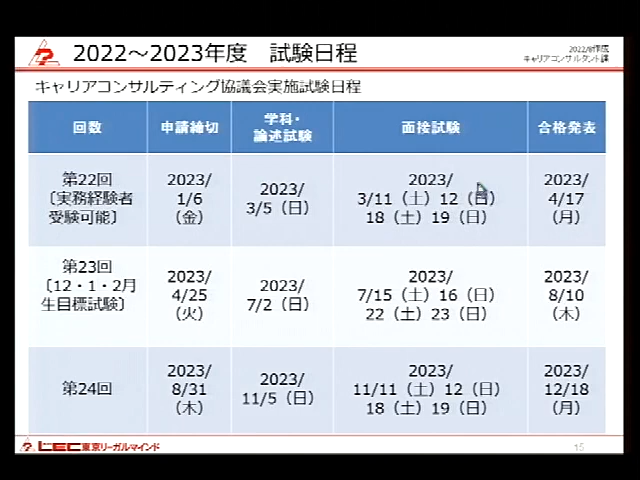 2022～2023年度　試験日程
2022/8作成
キャリアコンサルタント課
キャリアコンサルティング協議会実施試験日程
回数
申請締切
学科・
論述試験
面接試験
合格発表
第22回
〔実務経験者
受験可能〕
2023/
1/6
（金）
2023/
3/5（日）
2023/
3/11（土）12（日）
18（土）19（日）
2023/
4/17
（月）
第23回
〔12・1・2月
生目標試験〕
2023/
4/25
（火）
2023/
7/2（日）
2023/
7/15（土）16（日）
22（土）23（日）
2023/
8/10
（木）
第24回
2023/
8/31
（木）
2023/
11/5（日）
2023/
11/11（土）12（日）
18（土）19（日）
2023/
12/18
（月）
LEC東京リーガルマインド
15